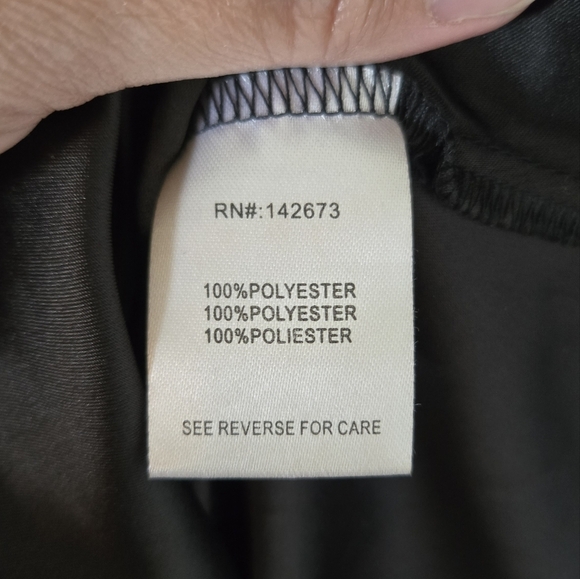 RN#:142673
100%POLYESTER
100%POLYESTER
100%POLIESTER
SEE REVERSE FOR CARE